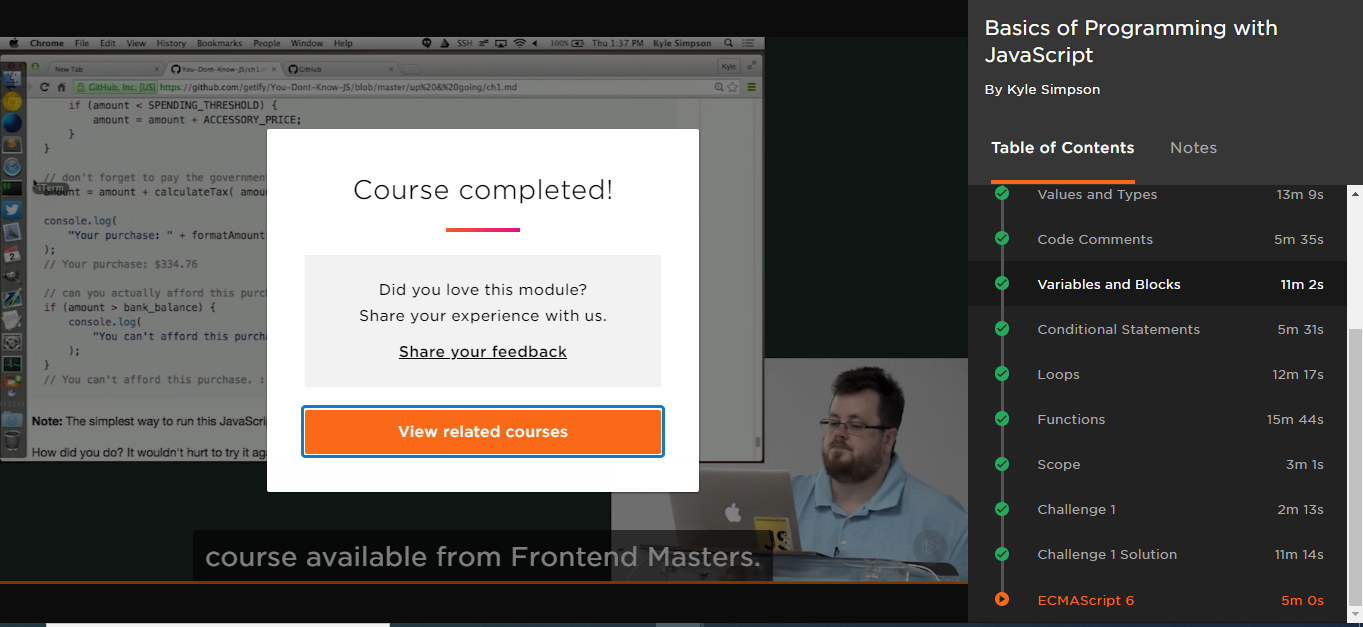 Chrome File Edit View History Bookmarks People Window Help SSH 100% Thu 1:37 PM Kyle Simpson
New Tab You-Dont-Know-JS/ch1.m GitHub Kyle
GitHub, Inc. [US] https://github.com/getify/You-Dont-Know-JS/blob/master/up%20&%20going/ch1.md
if (amount < SPENDING_THRESHOLD) {
amount = amount + ACCESSORY_PRICE;
}
}
// don't forget to pay the government
iTerm
amount = amount + calculateTax( amou
console.log(
"Your purchase: " + formatAmount
);
// Your purchase: $334.76
// can you actually afford this purc
if (amount > bank_balance) {
console.log(
"You can't afford this purcha
);
}
// You can't afford this purchase. :
Note: The simplest way to run this JavaScri
How did you do? It wouldn't hurt to try it aga
2
Course completed!
Did you love this module?
Share your experience with us.
Share your feedback
View related courses
JS
course available from Frontend Masters.
Basics of Programming with
JavaScript
By Kyle Simpson
Table of Contents Notes
Values and Types 13m 9s
Code Comments 5m 35s
Variables and Blocks 11m 2s
Conditional Statements 5m 31s
Loops 12m 17s
Functions 15m 44s
Scope 3m 1s
Challenge 1 2m 13s
Challenge 1 Solution 11m 14s
ECMAScript 6 5m 0s